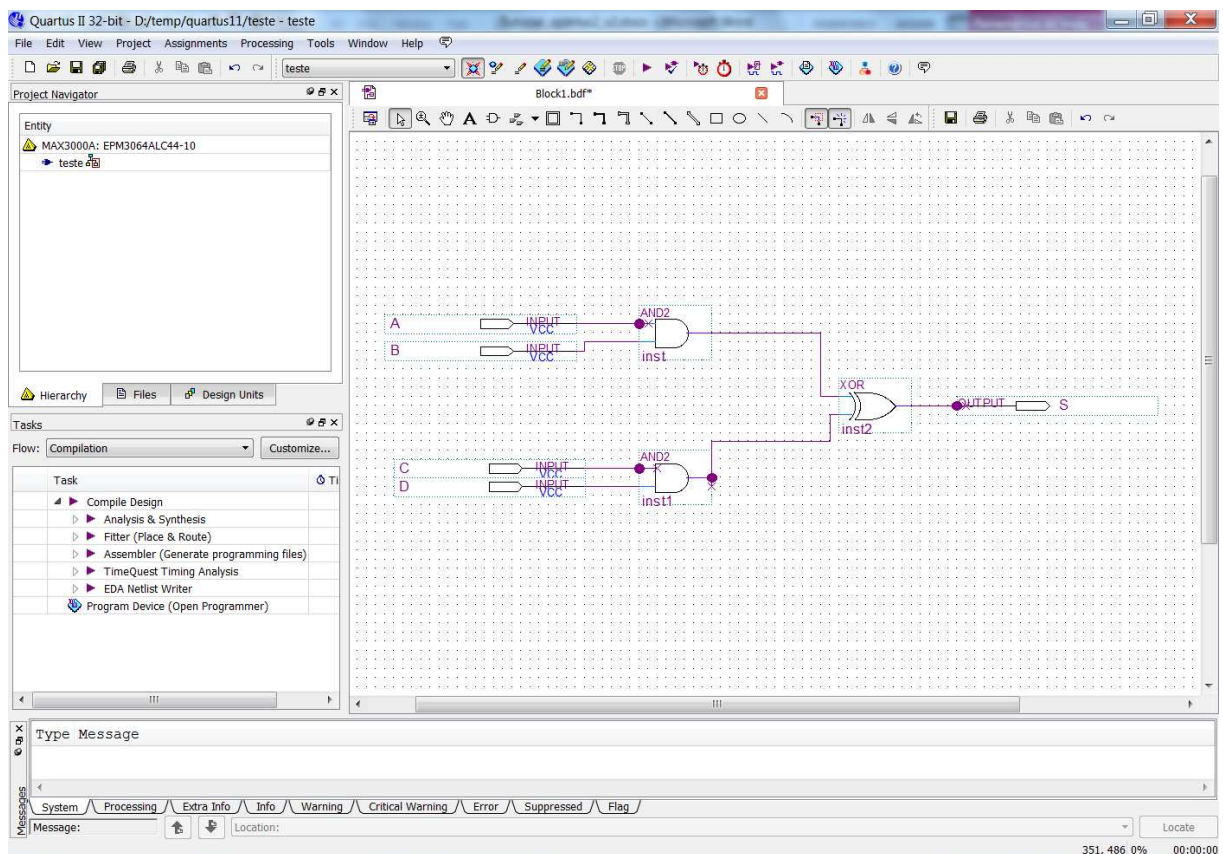 Quartus II 32-bit - D:/temp/quartus11/teste - teste
File Edit View Project Assignments Processing Tools Window Help
teste
Project Navigator
Entity
MAX3000A: EPM3064ALC44-10
teste
Hierarchy Files Design Units
Tasks
Flow: Compilation Customize...
Task Ti
Compile Design
Analysis & Synthesis
Fitter (Place & Route)
Assembler (Generate programming files)
TimeQuest Timing Analysis
EDA Netlist Writer
Program Device (Open Programmer)
Block1.bdf*
A INPUT
VCC
B INPUT
VCC
AND2
inst
XOR
inst2
OUTPUT S
C INPUT
VCC
D INPUT
VCC
AND2
inst1
Type Message
System Processing Extra Info Info Warning Critical Warning Error Suppressed Flag
Messages
Message: Location: Locate
351, 486 0% 00:00:00